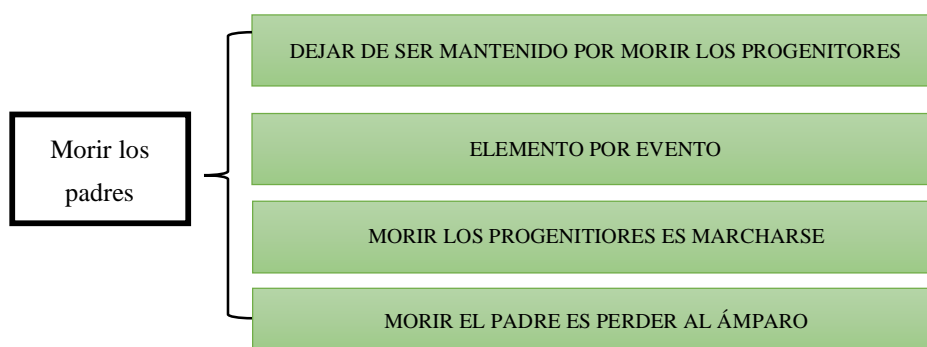 DEJAR DE SER MANTENIDO POR MORIR LOS PROGENITORES
Morir los
padres
ELEMENTO POR EVENTO
MORIR LOS PROGENITIORES ES MARCHARSE
MORIR EL PADRE ES PERDER AL ÁMPARO